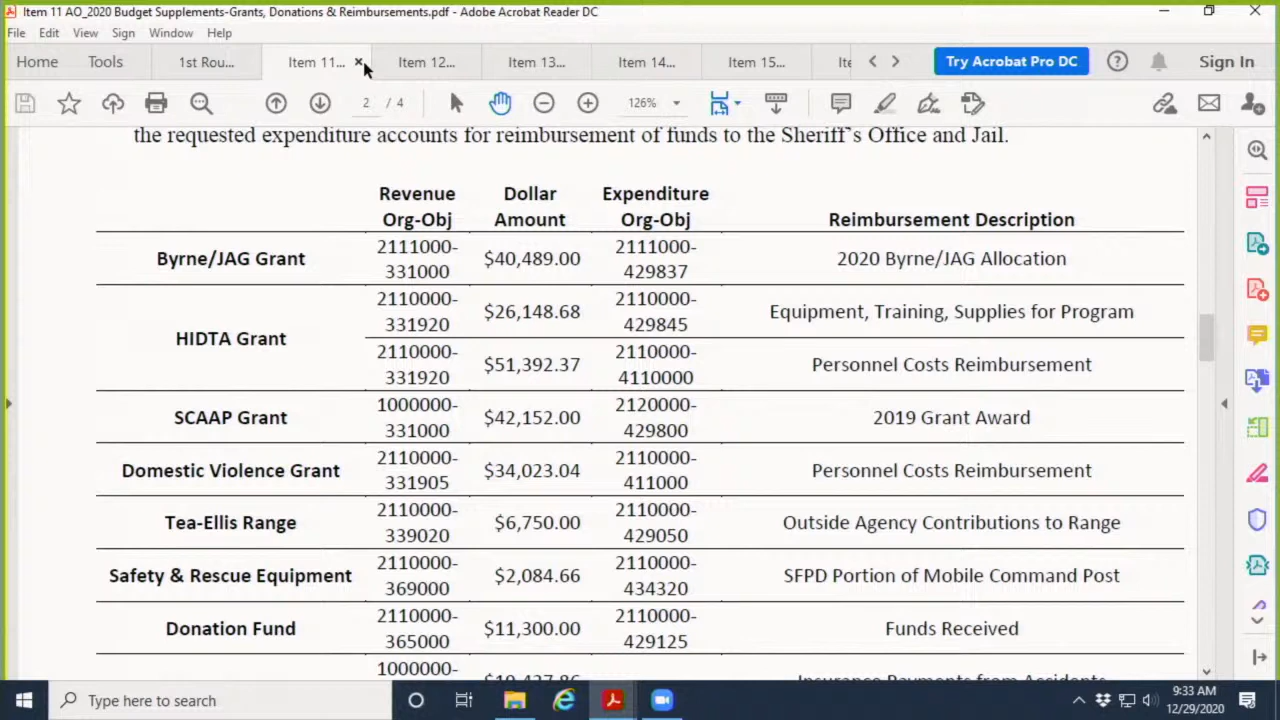 Item 11 AO_2020 Budget Supplements-Grants, Donations & Reimbursements.pdf - Adobe Acrobat Reader DC
File Edit View Sign Window Help
Home Tools 1st Rou... Item 11... Item 12... Item 13... Item 14... Item 15... Ite Try Acrobat Pro DC Sign In
2 / 4 126%
the requested expenditure accounts for reimbursement of funds to the Sheriff's Office and Jail.
Revenue Dollar Expenditure
Org-Obj Amount Org-Obj Reimbursement Description
2111000- 2111000-
Byrne/JAG Grant $40,489.00 2020 Byrne/JAG Allocation
331000 429837
2110000- 2110000-
$26,148.68 Equipment, Training, Supplies for Program
331920 429845
HIDTA Grant
2110000- 2110000-
$51,392.37 Personnel Costs Reimbursement
331920 4110000
1000000- 2120000-
SCAAP Grant $42,152.00 2019 Grant Award
331000 429800
2110000- 2110000-
Domestic Violence Grant $34,023.04 Personnel Costs Reimbursement
331905 411000
2110000- 2110000-
Tea-Ellis Range $6,750.00 Outside Agency Contributions to Range
339020 429050
2110000- 2110000-
Safety & Rescue Equipment $2,084.66 SFPD Portion of Mobile Command Post
369000 434320
2110000- 2110000-
Donation Fund $11,300.00 Funds Received
365000 429125
1000000-
Insurance Payments from Accidents
Type here to search
9:33 AM
12/29/2020